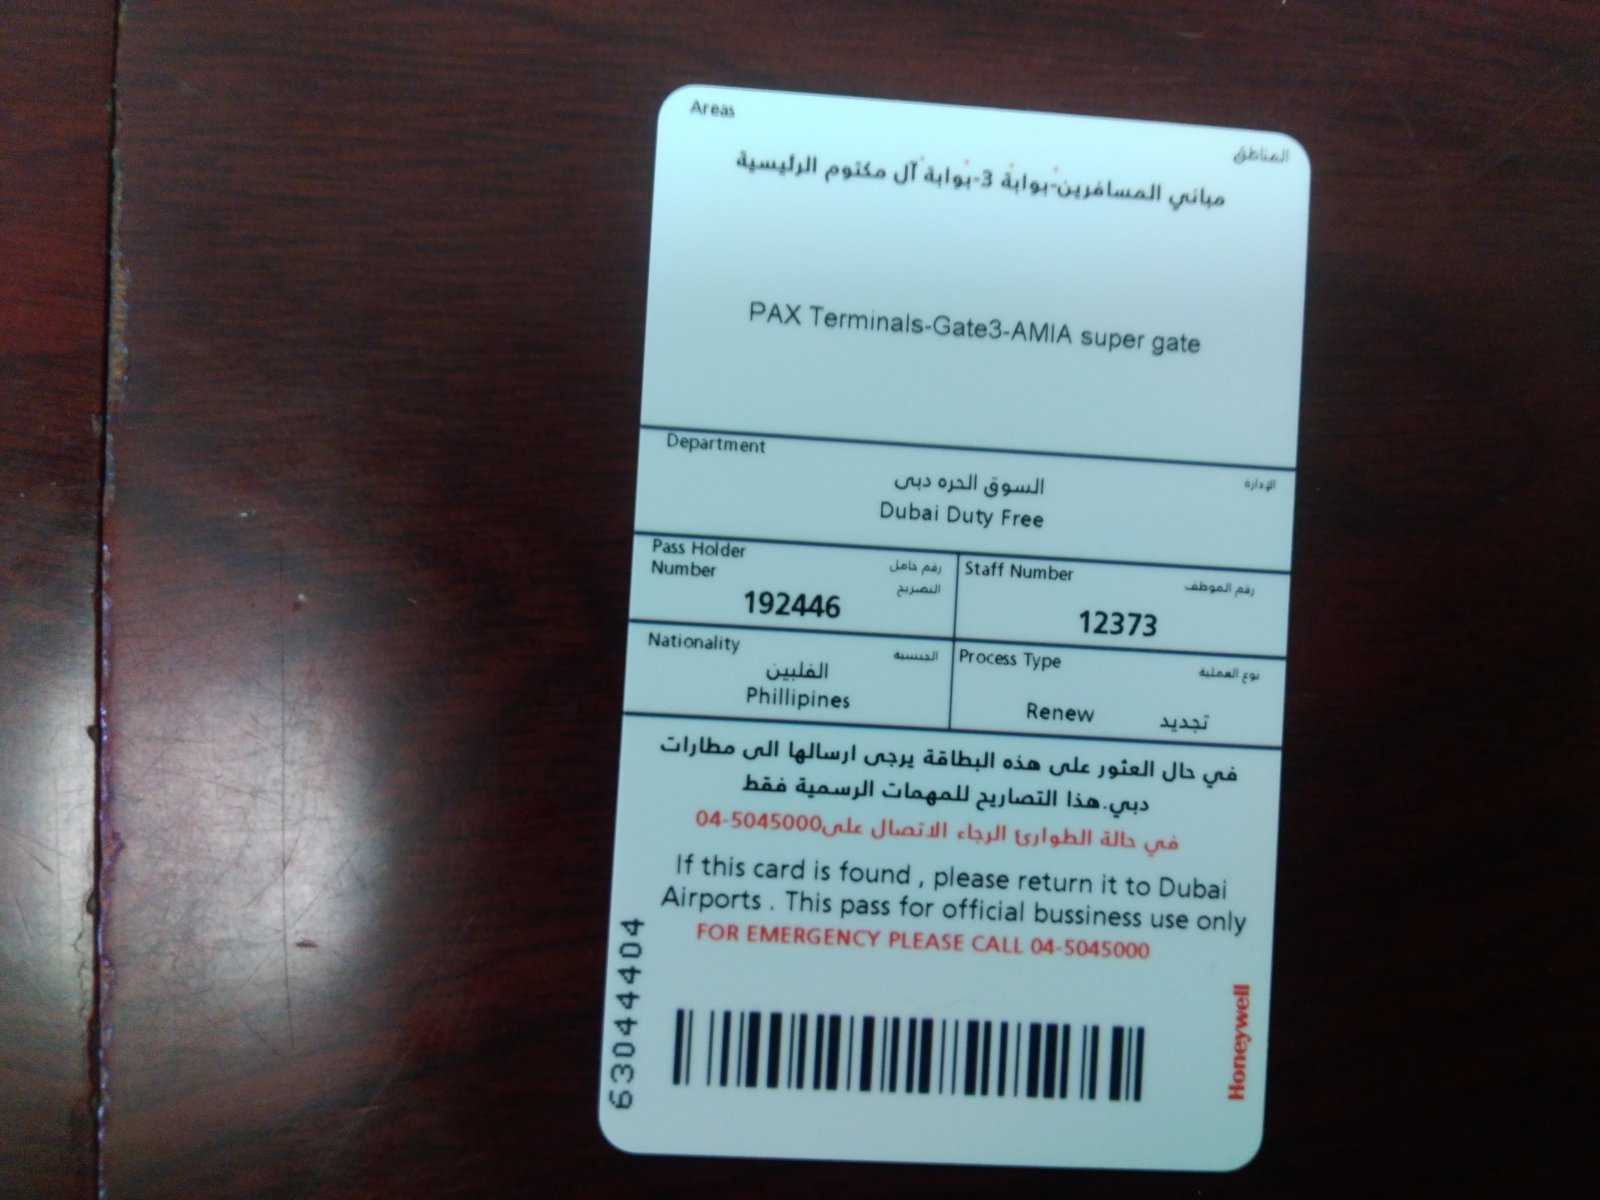 Areas
المناطق
مباني المسافرين-بوابة 3-بوابة آل مكتوم الرئيسية
PAX Terminals-Gate3-AMIA super gate
Department
الإدارة
السوق الحره دبى
Dubai Duty Free
Pass Holder
Number
رقم حامل
التصريح
192446
Staff Number
رقم الموظف
12373
Nationality
الجنسية
الفلبين
Phillipines
Process Type
نوع العملية
Renew تجديد
في حال العثور على هذه البطاقة يرجى ارسالها الى مطارات
دبي.هذا التصاريح للمهمات الرسمية فقط
في حالة الطوارئ الرجاء الاتصال على04-5045000
If this card is found , please return it to Dubai
Airports . This pass for official bussiness use only
FOR EMERGENCY PLEASE CALL 04-5045000
63044404
Honeywell